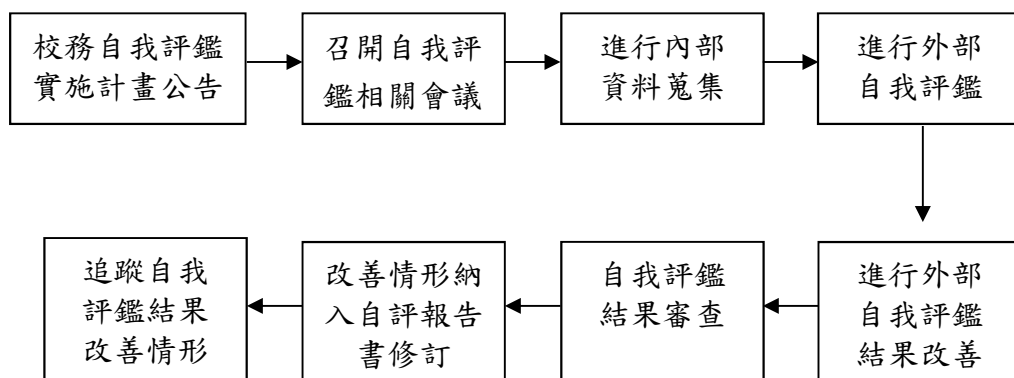 校務自我評鑑
實施計畫公告
召開自我評
鑑相關會議
進行內部
資料蒐集
進行外部
自我評鑑
進行外部
自我評鑑
結果改善
自我評鑑
結果審查
改善情形納
入自評報告
書修訂
追蹤自我
評鑑結果
改善情形